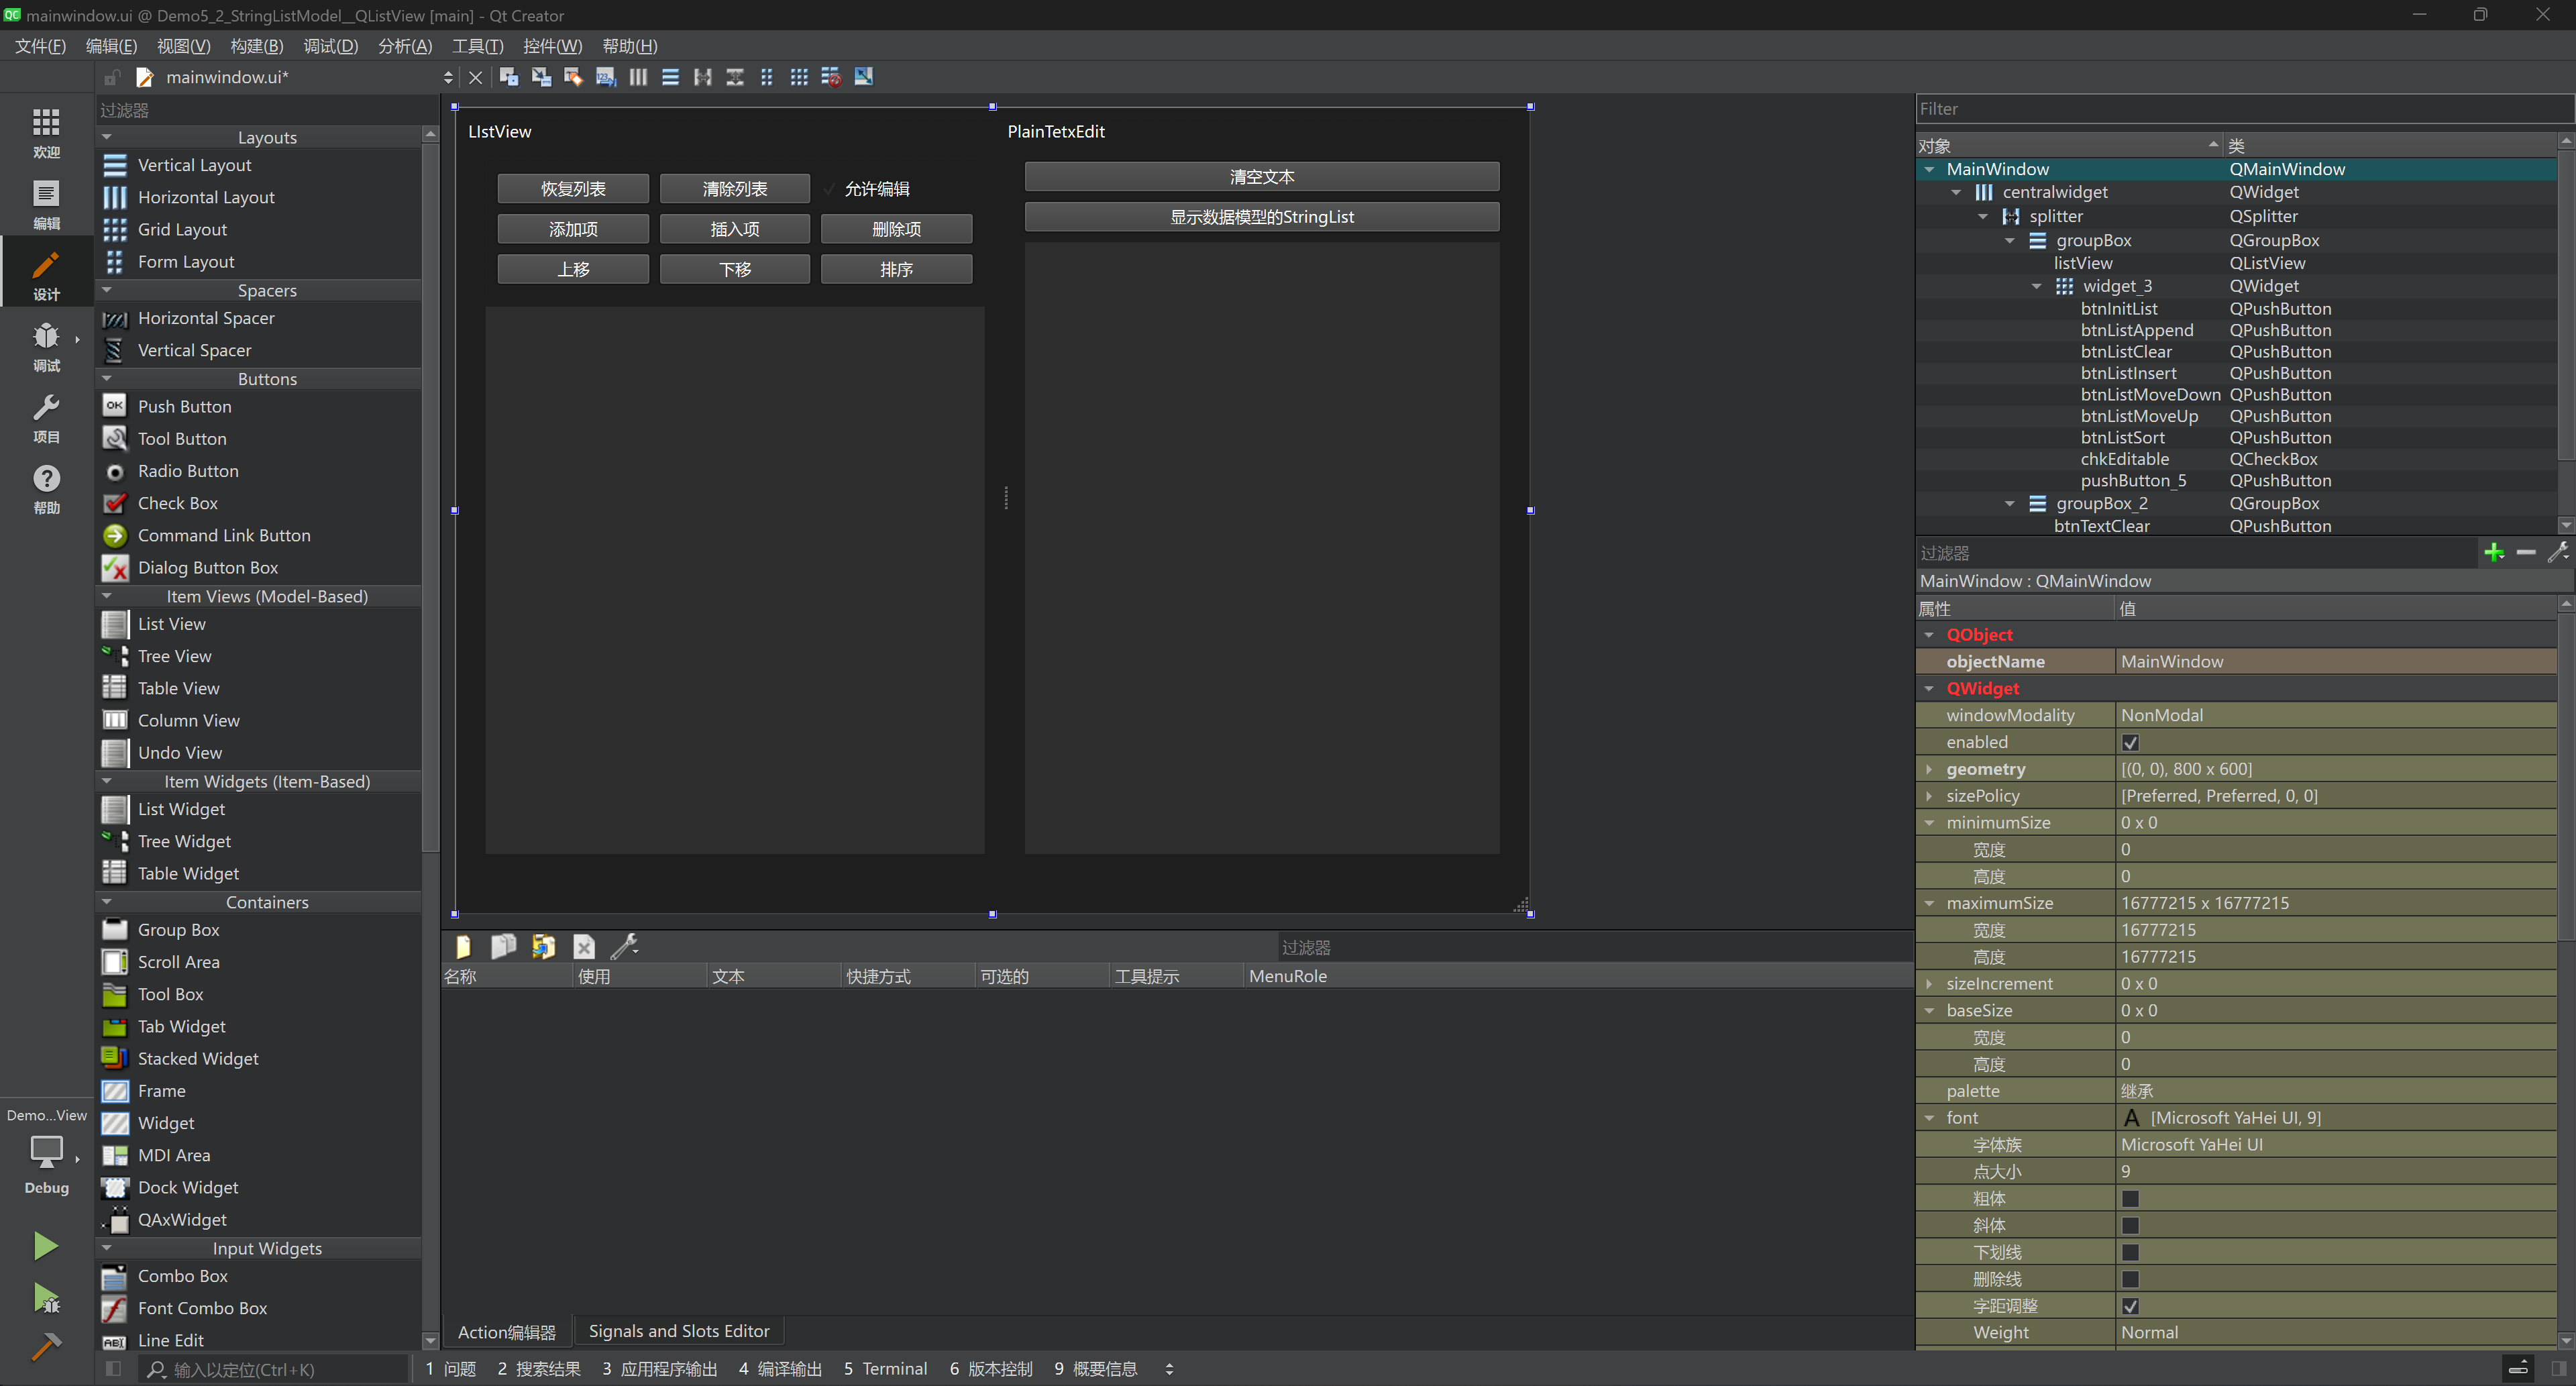 mainwindow.ui @ Demo5_2_StringListModel__QListView [main] - Qt Creator
文件(F) 编辑(E) 视图(V) 构建(B) 调试(D) 分析(A) 工具(T) 控件(W) 帮助(H)
mainwindow.ui*
欢迎
编辑
设计
调试
项目
帮助
Demo...View
Debug
过滤器
Layouts
Vertical Layout
Horizontal Layout
Grid Layout
Form Layout
Spacers
Horizontal Spacer
Vertical Spacer
Buttons
Push Button
Tool Button
Radio Button
Check Box
Command Link Button
Dialog Button Box
Item Views (Model-Based)
List View
Tree View
Table View
Column View
Undo View
Item Widgets (Item-Based)
List Widget
Tree Widget
Table Widget
Containers
Group Box
Scroll Area
Tool Box
Tab Widget
Stacked Widget
Frame
Widget
MDI Area
Dock Widget
QAxWidget
Input Widgets
Combo Box
Font Combo Box
Line Edit
LIstView
恢复列表 清除列表 允许编辑
添加项 插入项 删除项
上移 下移 排序
PlainTetxEdit
清空文本
显示数据模型的StringList
过滤器
名称 使用 文本 快捷方式 可选的 工具提示 MenuRole
Action编辑器 Signals and Slots Editor
Filter
对象 类
MainWindow QMainWindow
centralwidget QWidget
splitter QSplitter
groupBox QGroupBox
listView QListView
widget_3 QWidget
btnInitList QPushButton
btnListAppend QPushButton
btnListClear QPushButton
btnListInsert QPushButton
btnListMoveDown QPushButton
btnListMoveUp QPushButton
btnListSort QPushButton
chkEditable QCheckBox
pushButton_5 QPushButton
groupBox_2 QGroupBox
btnTextClear QPushButton
过滤器
MainWindow : QMainWindow
属性 值
QObject
objectName MainWindow
QWidget
windowModality NonModal
enabled
geometry [(0, 0), 800 x 600]
sizePolicy [Preferred, Preferred, 0, 0]
minimumSize 0 x 0
宽度 0
高度 0
maximumSize 16777215 x 16777215
宽度 16777215
高度 16777215
sizeIncrement 0 x 0
baseSize 0 x 0
宽度 0
高度 0
palette 继承
font A [Microsoft YaHei UI, 9]
字体族 Microsoft YaHei UI
点大小 9
粗体
斜体
下划线
删除线
字距调整
Weight Normal
输入以定位(Ctrl+K) 1 问题 2 搜索结果 3 应用程序输出 4 编译输出 5 Terminal 6 版本控制 9 概要信息